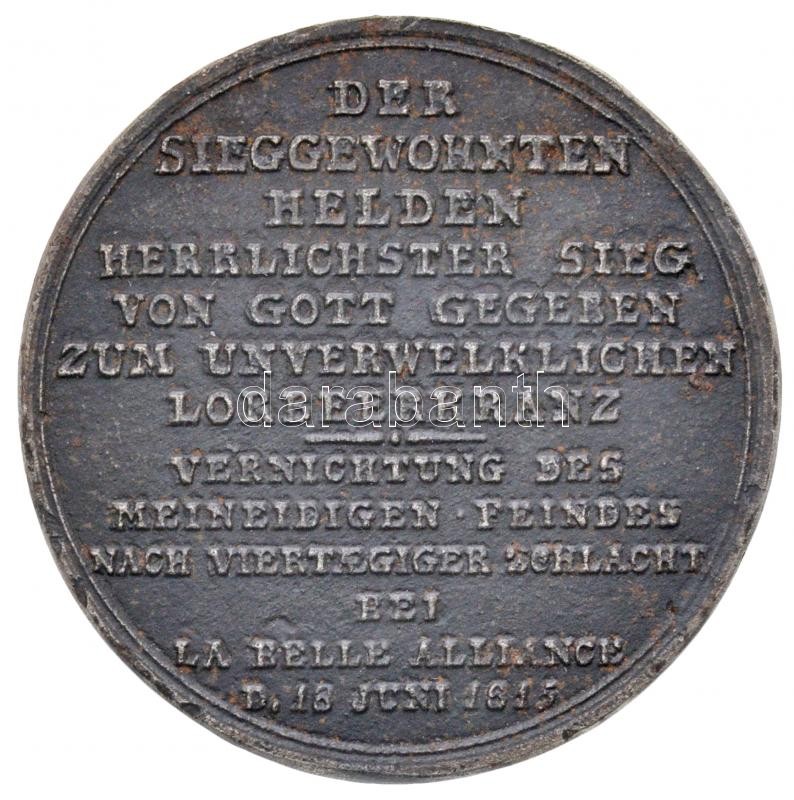 DER
SIEGGEWOHNTEN
HELDEN
HERRLICHSTER SIEG
VON GOTT GEGEBEN
ZUM UNVERWELKLICHEN
LORBEERKRANZ
darabanth
VERNICHTUNG DES
MEINEIDIGEN · FEINDES
NACH VIERTÆGIGER SCHLACHT
BEI
LA BELLE ALLIANCE
D. 18 JUNI 1815